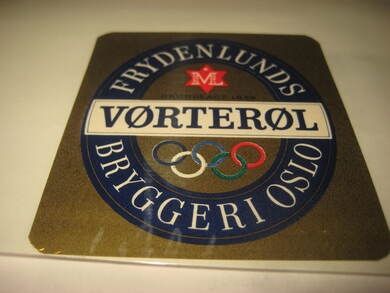 FRYDENLUNDS
ML
VØRTERØL
BRYGGERI OSLO